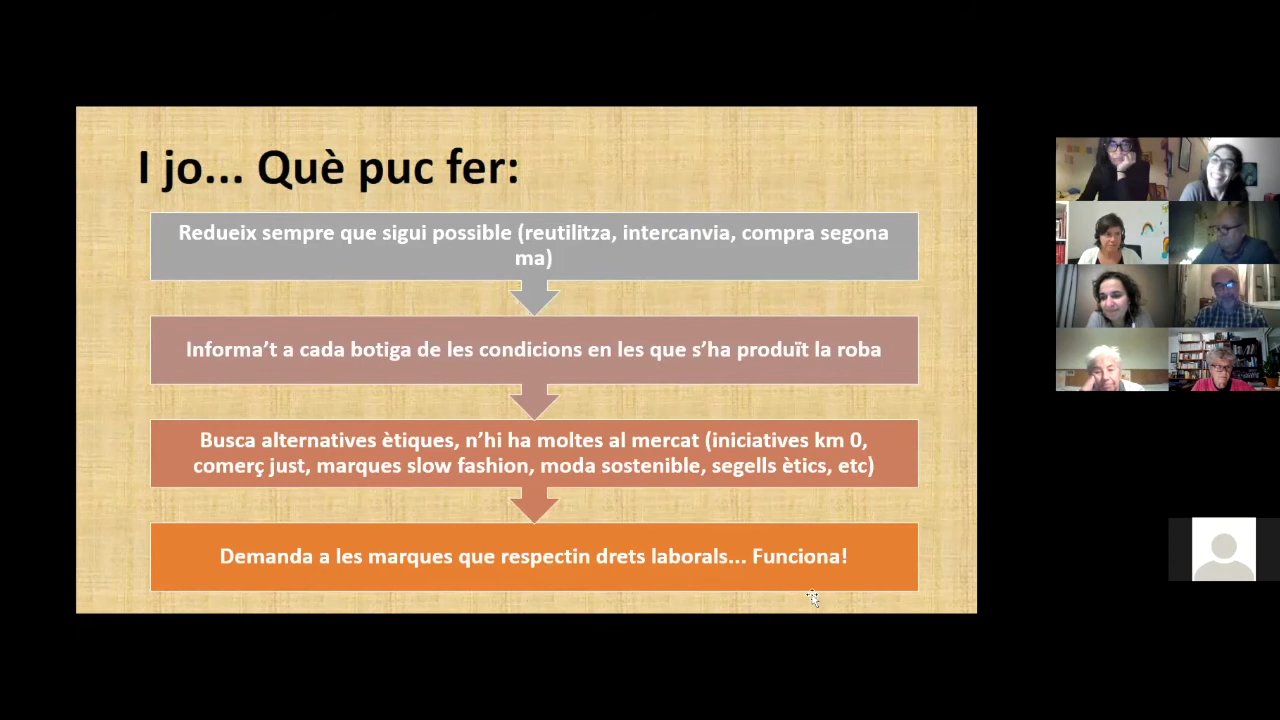 I jo... Què puc fer:
Redueix sempre que sigui possible (reutilitza, intercanvia, compra segona
ma)
Informa’t a cada botiga de les condicions en les que s’ha produït la roba
Busca alternatives ètiques, n’hi ha moltes al mercat (iniciatives km 0,
comerç just, marques slow fashion, moda sostenible, segells ètics, etc)
Demanda a les marques que respectin drets laborals... Funciona!